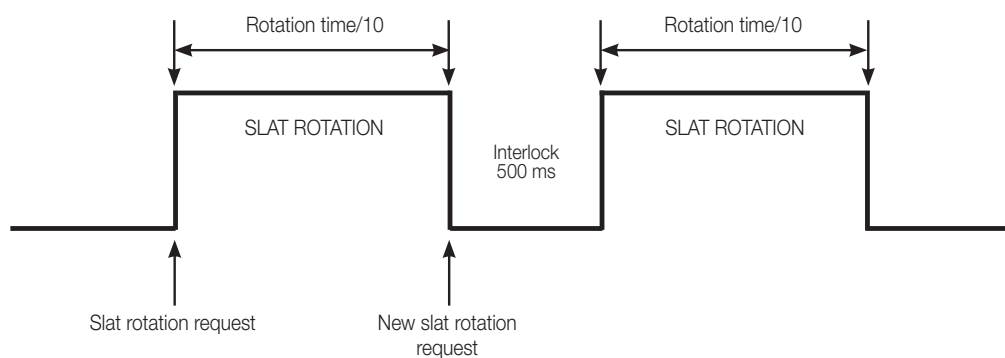 Rotation time/10
Rotation time/10
SLAT ROTATION
SLAT ROTATION
Interlock
500 ms
Slat rotation request
New slat rotation
request